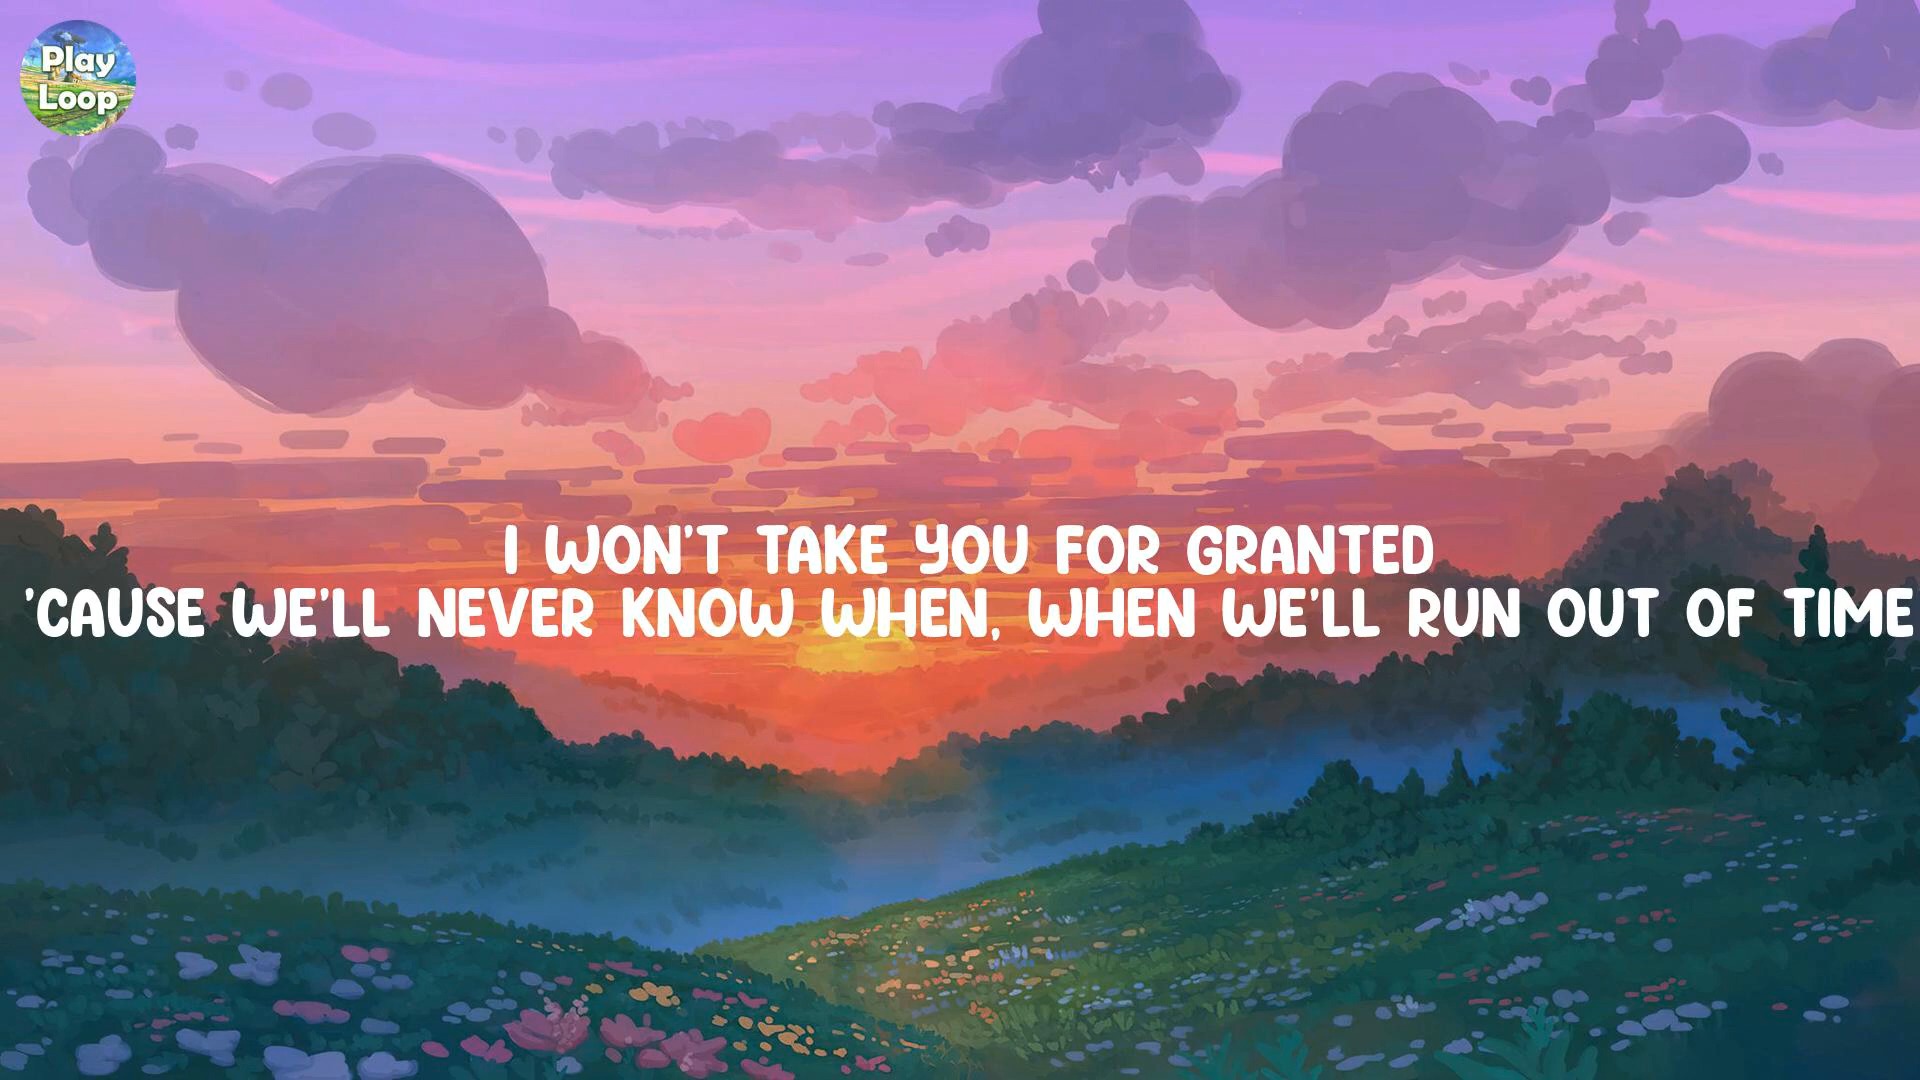 Play
Loop
I WON'T TAKE YOU FOR GRANTED
'CAUSE WE'LL NEVER KNOW WHEN, WHEN WE'LL RUN OUT OF TIME